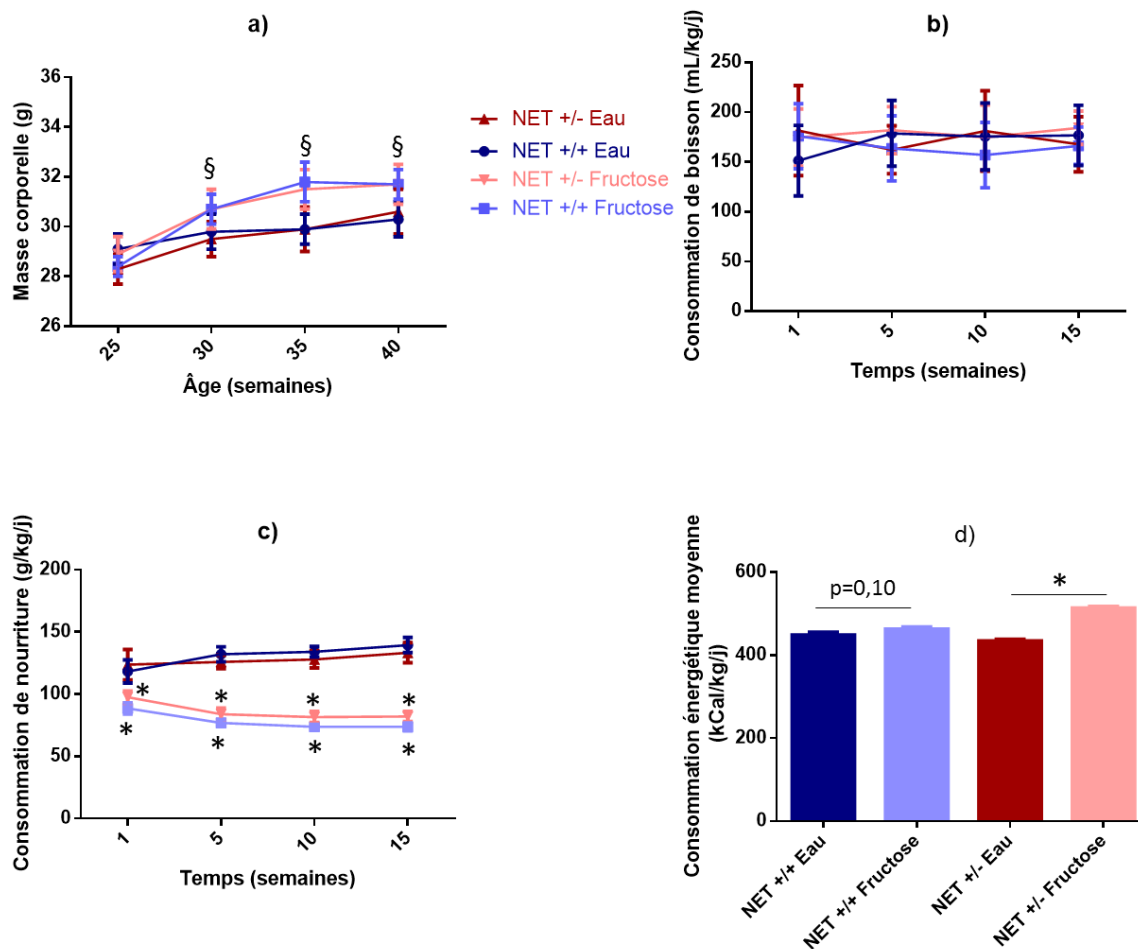 a)
Masse corporelle (g)
36
34
32
30
28
26
§
§
§
25
30
35
40
Âge (semaines)
NET +/- Eau
NET +/+ Eau
NET +/- Fructose
NET +/+ Fructose
b)
Consommation de boisson (mL/kg/j)
250
200
150
100
50
0
1
5
10
15
Temps (semaines)
c)
Consommation de nourriture (g/kg/j)
200
150
100
50
0
*
*
*
*
*
*
*
*
1
5
10
15
Temps (semaines)
d)
Consommation énergétique moyenne
(kCal/kg/j)
600
400
200
0
p=0,10
*
NET +/+ Eau
NET +/+ Fructose
NET +/- Eau
NET +/- Fructose